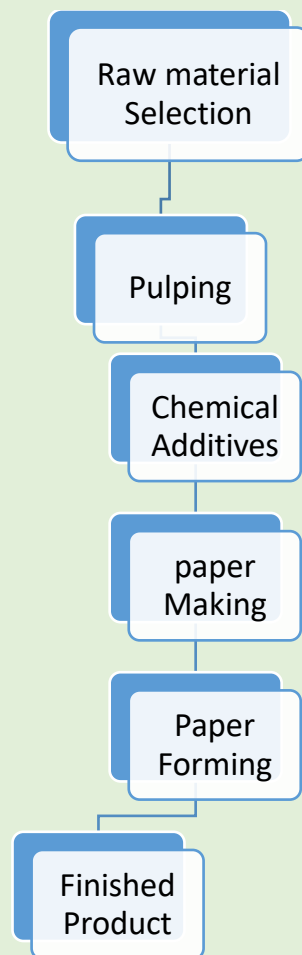 Raw material
Selection
Pulping
Chemical
Additives
paper
Making
Paper
Forming
Finished
Product